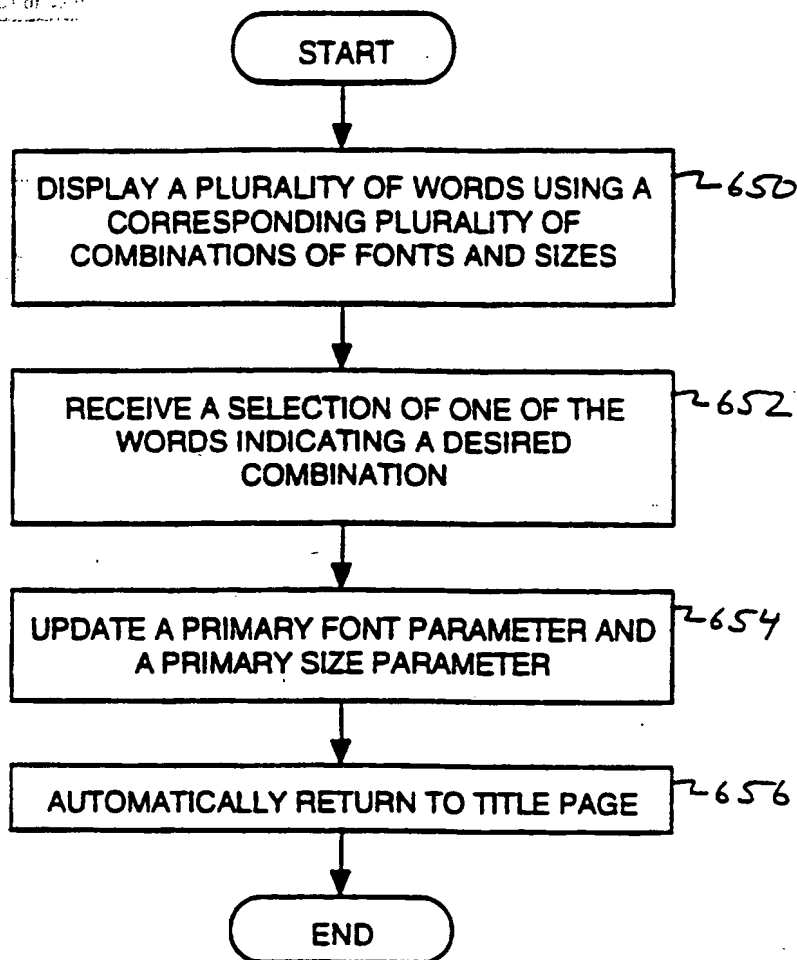 START
DISPLAY A PLURALITY OF WORDS USING A
CORRESPONDING PLURALITY OF
COMBINATIONS OF FONTS AND SIZES
650
RECEIVE A SELECTION OF ONE OF THE
WORDS INDICATING A DESIRED
COMBINATION
652
UPDATE A PRIMARY FONT PARAMETER AND
A PRIMARY SIZE PARAMETER
654
AUTOMATICALLY RETURN TO TITLE PAGE
656
END